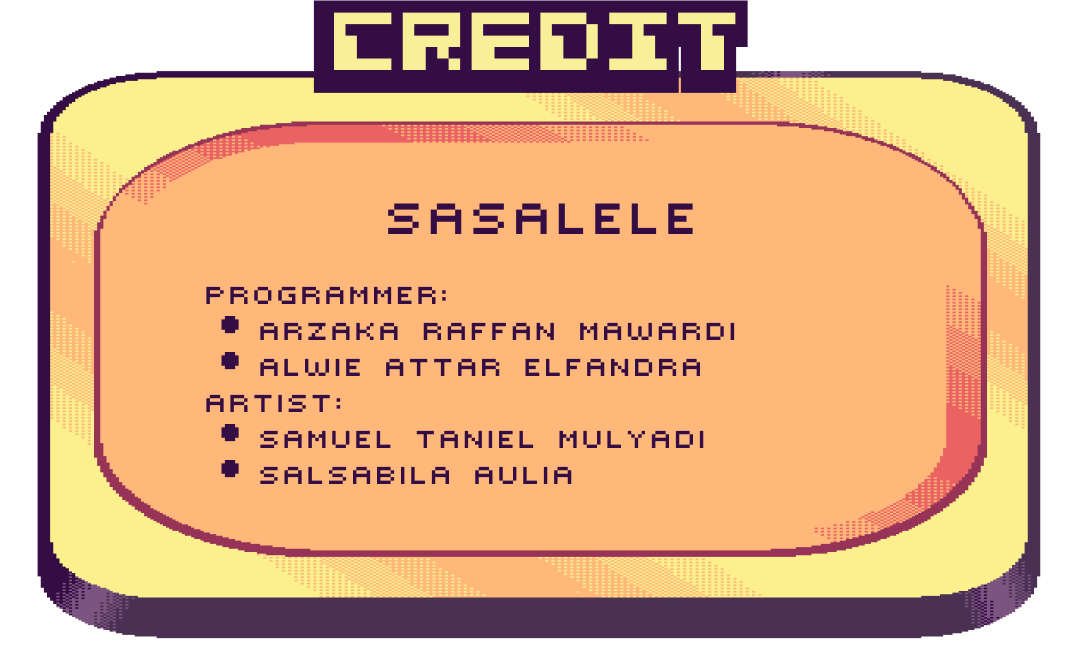 CREDIT
SASALELE
PROGRAMMER:
● ARZAKA RAFFAN MAWARDI
● ALWIE ATTAR ELFANDRA
ARTIST:
● SAMUEL TANIEL MULYADI
● SALSABILA AULIA